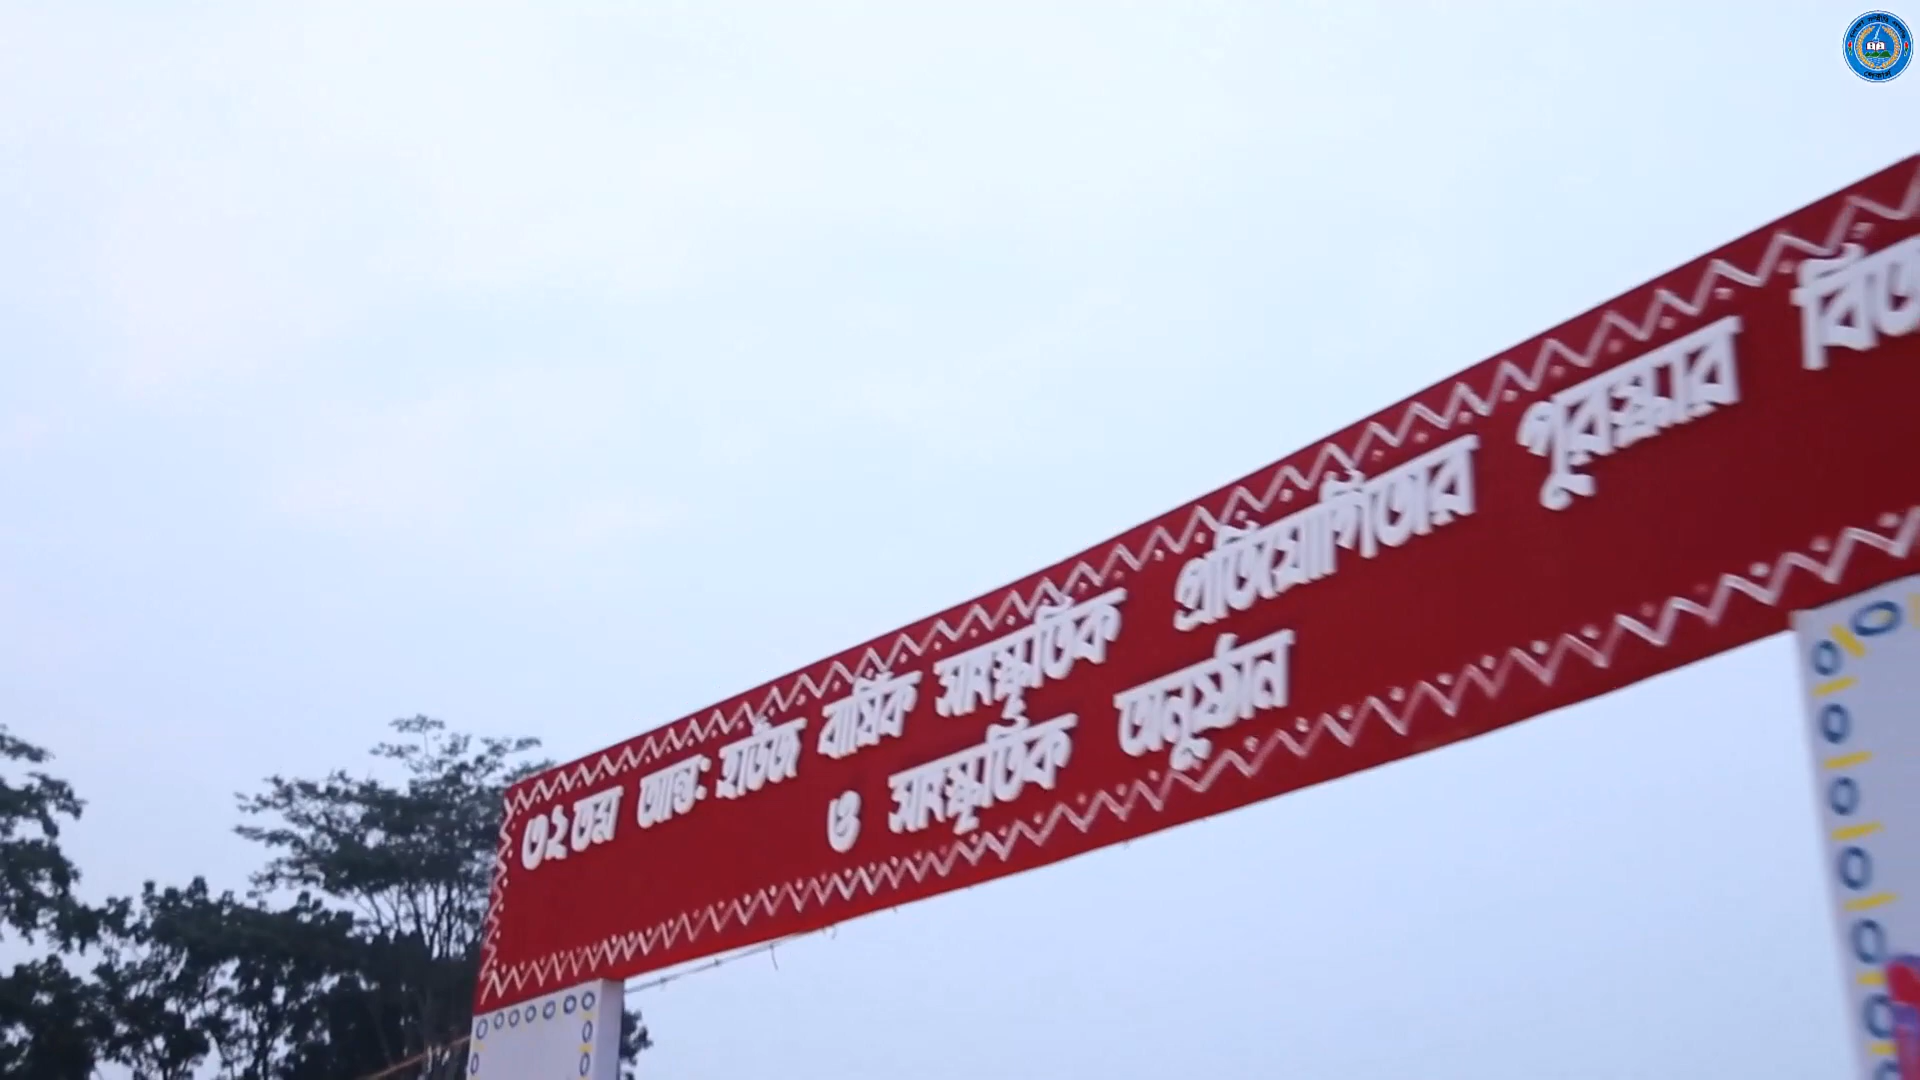 ৩২তম আন্ত: হাউজ বার্ষিক সাংস্কৃতিক প্রতিযোগিতার পুরস্কার
ও সাংস্কৃতিক অনুষ্ঠান